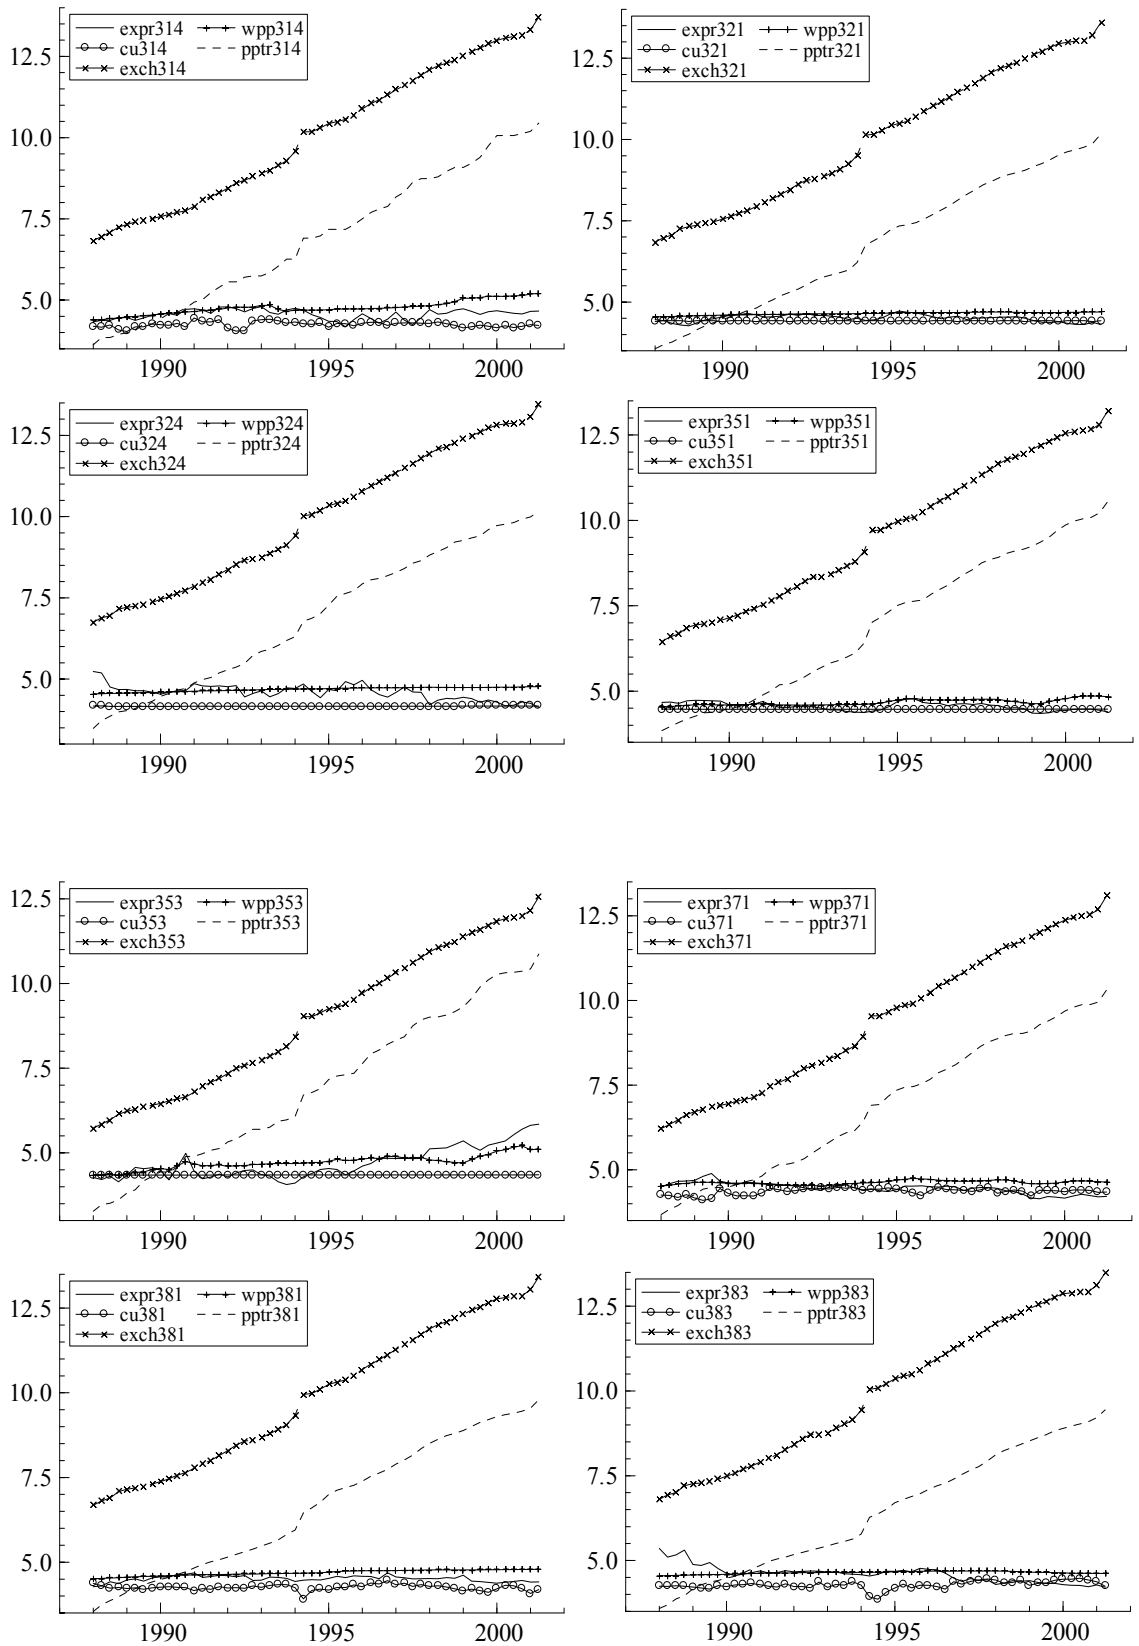 expr314 wpp314
cu314 pptr314
exch314
12.5
10.0
7.5
5.0
1990 1995 2000
expr321 wpp321
cu321 pptr321
exch321
12.5
10.0
7.5
5.0
1990 1995 2000
expr324 wpp324
cu324 pptr324
exch324
12.5
10.0
7.5
5.0
1990 1995 2000
expr351 wpp351
cu351 pptr351
exch351
12.5
10.0
7.5
5.0
1990 1995 2000
expr353 wpp353
cu353 pptr353
exch353
12.5
10.0
7.5
5.0
1990 1995 2000
expr371 wpp371
cu371 pptr371
exch371
12.5
10.0
7.5
5.0
1990 1995 2000
expr381 wpp381
cu381 pptr381
exch381
12.5
10.0
7.5
5.0
1990 1995 2000
expr383 wpp383
cu383 pptr383
exch383
12.5
10.0
7.5
5.0
1990 1995 2000